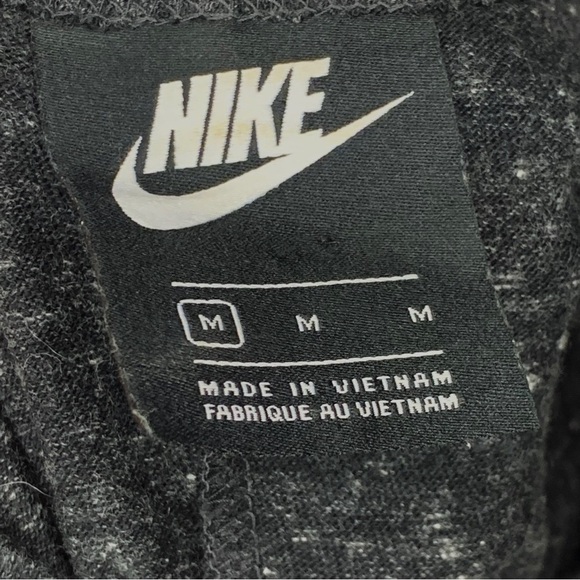 NIKE
M M M
MADE IN VIETNAM
FABRIQUE AU VIETNAM